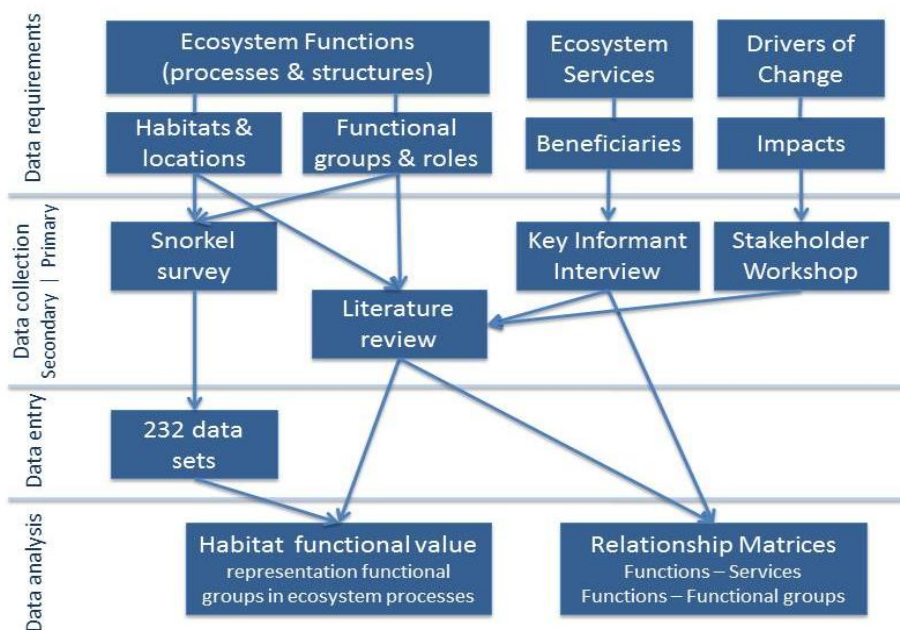 Data requirements
Ecosystem Functions
(processes & structures)
Ecosystem
Services
Drivers of
Change
Habitats &
locations
Functional
groups & roles
Beneficiaries
Impacts
Data collection
Secondary | Primary
Snorkel
survey
Key Informant
Interview
Stakeholder
Workshop
Literature
review
Data entry
232 data
sets
Data analysis
Habitat functional value
representation functional
groups in ecosystem processes
Relationship Matrices
Functions – Services
Functions – Functional groups